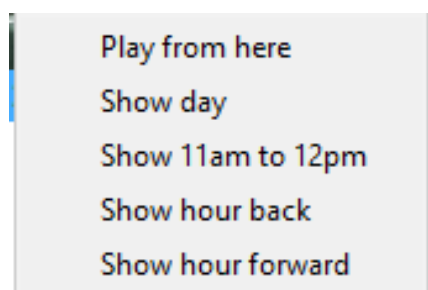 Play from here
Show day
Show 11am to 12pm
Show hour back
Show hour forward